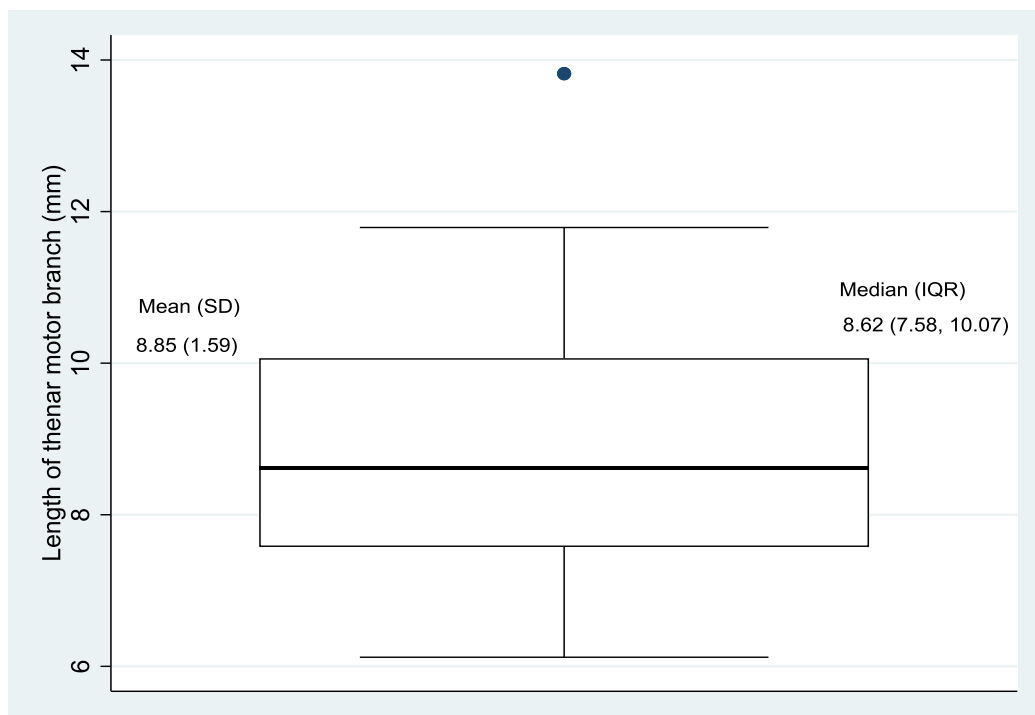 Length of thenar motor branch (mm)
14
12
10
8
6
Mean (SD)
8.85 (1.59)
Median (IQR)
8.62 (7.58, 10.07)